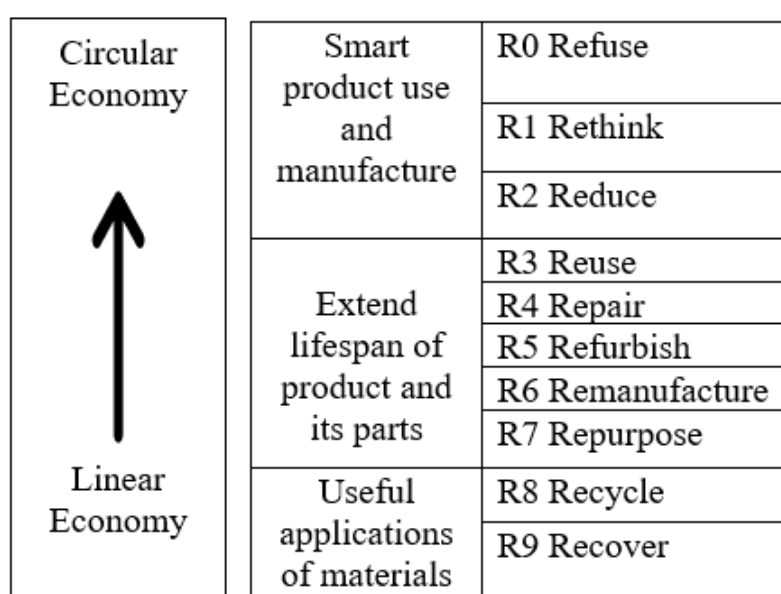 Circular
Economy
Linear
Economy
Smart
product use
and
manufacture
R0 Refuse
R1 Rethink
R2 Reduce
Extend
lifespan of
product and
its parts
R3 Reuse
R4 Repair
R5 Refurbish
R6 Remanufacture
R7 Repurpose
Useful
applications
of materials
R8 Recycle
R9 Recover